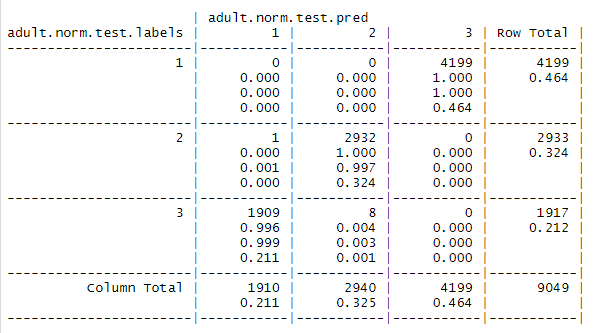 | adult.norm.test.pred
adult.norm.test.labels   |         1 |         2 |         3 | Row Total |
-------------------------|-----------|-----------|-----------|-----------|
                       1 |         0 |         0 |      4199 |      4199 |
                         |     0.000 |     0.000 |     1.000 |     0.464 |
                         |     0.000 |     0.000 |     1.000 |           |
                         |     0.000 |     0.000 |     0.464 |           |
-------------------------|-----------|-----------|-----------|-----------|
                       2 |         1 |      2932 |         0 |      2933 |
                         |     0.000 |     1.000 |     0.000 |     0.324 |
                         |     0.001 |     0.997 |     0.000 |           |
                         |     0.000 |     0.324 |     0.000 |           |
-------------------------|-----------|-----------|-----------|-----------|
                       3 |      1909 |         8 |         0 |      1917 |
                         |     0.996 |     0.004 |     0.000 |     0.212 |
                         |     0.999 |     0.003 |     0.000 |           |
                         |     0.211 |     0.001 |     0.000 |           |
-------------------------|-----------|-----------|-----------|-----------|
            Column Total |      1910 |      2940 |      4199 |      9049 |
                         |     0.211 |     0.325 |     0.464 |           |
-------------------------|-----------|-----------|-----------|-----------|